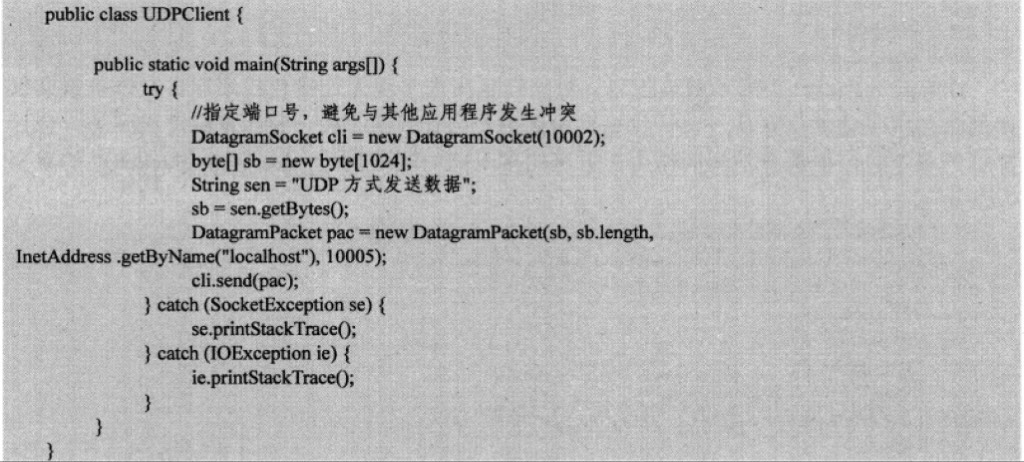 public class UDPClient {
public static void main(String args[]) {
try {
//指定端口号，避免与其他应用程序发生冲突
DatagramSocket cli = new DatagramSocket(10002);
byte[] sb = new byte[1024];
String sen = "UDP 方式发送数据";
sb = sen.getBytes();
DatagramPacket pac = new DatagramPacket(sb, sb.length,
InetAddress .getByName("localhost"), 10005);
cli.send(pac);
} catch (SocketException se) {
se.printStackTrace();
} catch (IOException ie) {
ie.printStackTrace();
}
}
}